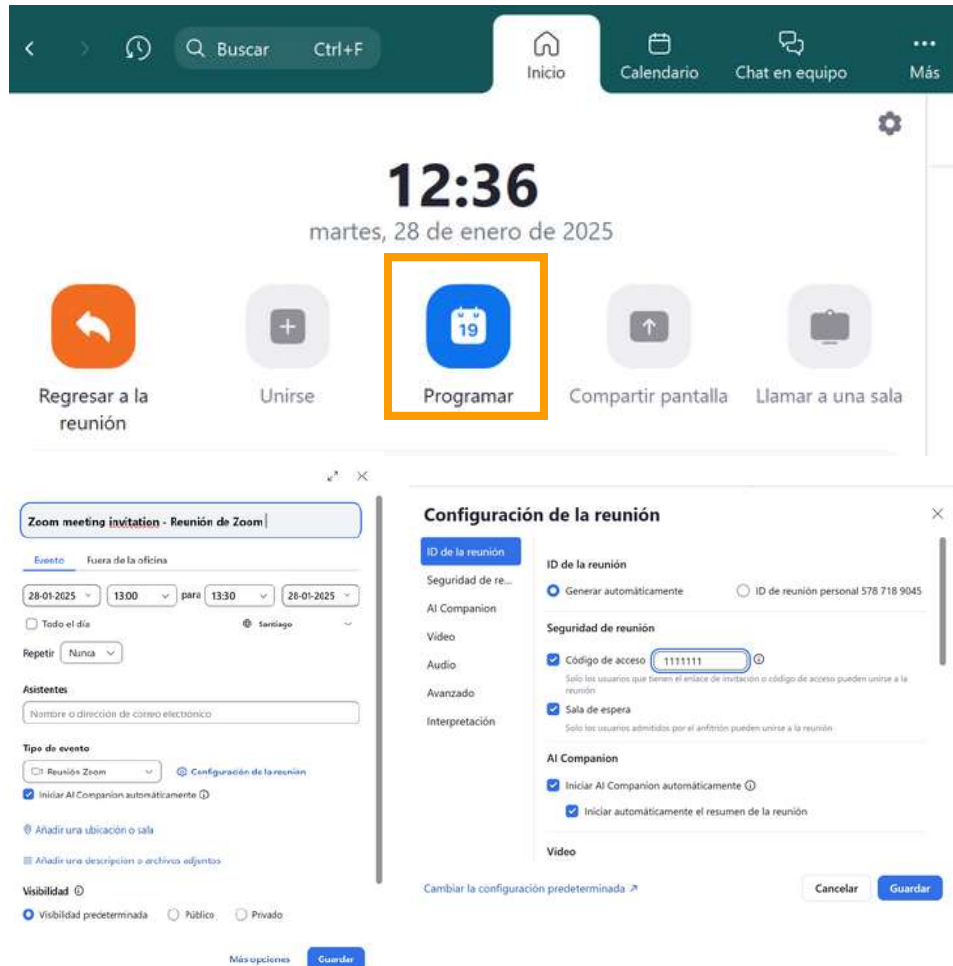 Buscar Ctrl+F
Inicio
Calendario
Chat en equipo
Más
12:36
martes, 28 de enero de 2025
19
Regresar a la
reunión
Unirse
Programar
Compartir pantalla
Llamar a una sala
Zoom meeting invitation - Reunión de Zoom
Evento Fuera de la oficina
28-01-2025 13:00 para 13:30 28-01-2025
Todo el día Santiago
Repetir Nunca
Asistentes
Nombre o dirección de correo electrónico
Tipo de evento
Reunión Zoom Configuración de la reunión
Iniciar AI Companion automáticamente
Añadir una ubicación o sala
Añadir una descripción o archivos adjuntos
Visibilidad
Visibilidad predeterminada Público Privado
Más opciones Guardar
Configuración de la reunión
ID de la reunión
Seguridad de re...
AI Companion
Video
Audio
Avanzado
Interpretación
ID de la reunión
Generar automáticamente ID de reunión personal 578 718 9045
Seguridad de reunión
Código de acceso 1111111
Solo los usuarios que tienen el enlace de invitación o código de acceso pueden unirse a la
reunión
Sala de espera
Solo los usuarios admitidos por el anfitrión pueden unirse a la reunión
AI Companion
Iniciar AI Companion automáticamente
Iniciar automáticamente el resumen de la reunión
Video
Cambiar la configuración predeterminada
Cancelar Guardar